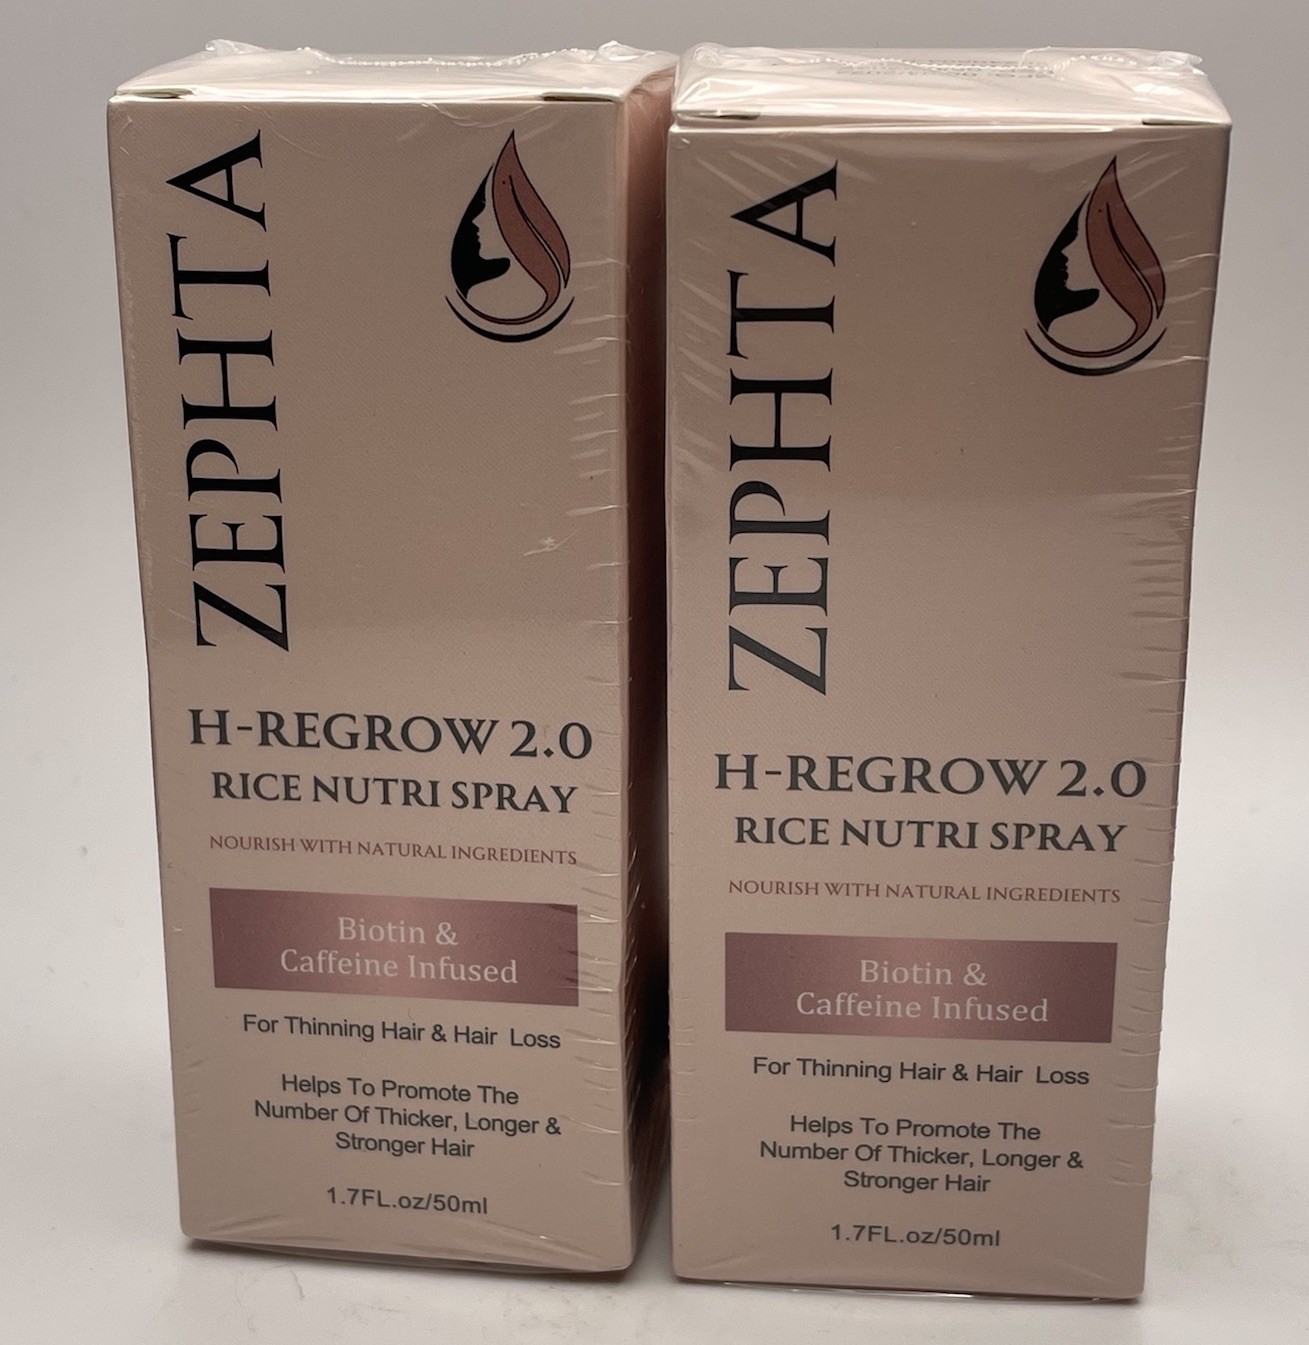 ZEPHTA
H-REGROW 2.0
RICE NUTRI SPRAY
NOURISH WITH NATURAL INGREDIENTS
Biotin &
Caffeine Infused
For Thinning Hair & Hair Loss
Helps To Promote The
Number Of Thicker, Longer &
Stronger Hair
1.7FL.oz/50ml
ZEPHTA
H-REGROW 2.0
RICE NUTRI SPRAY
NOURISH WITH NATURAL INGREDIENTS
Biotin &
Caffeine Infused
For Thinning Hair & Hair Loss
Helps To Promote The
Number Of Thicker, Longer &
Stronger Hair
1.7FL.oz/50ml